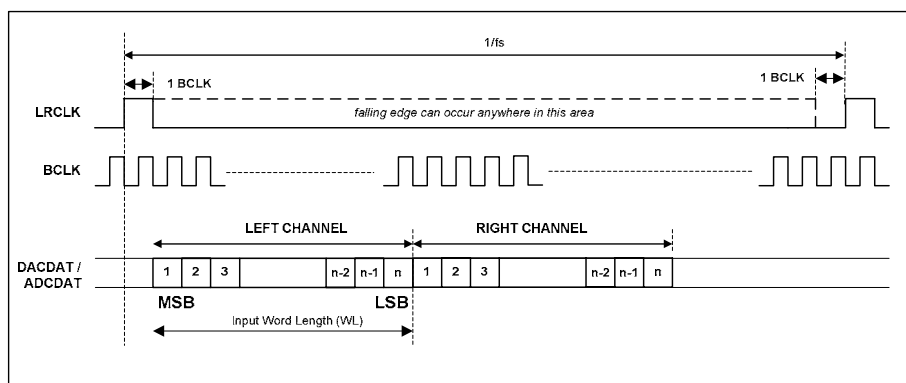 1/fs
1 BCLK
1 BCLK
LRCLK
falling edge can occur anywhere in this area
BCLK
LEFT CHANNEL
RIGHT CHANNEL
DACDAT /
ADCDAT
1 2 3 n-2 n-1 n 1 2 3 n-2 n-1 n
MSB
LSB
Input Word Length (WL)